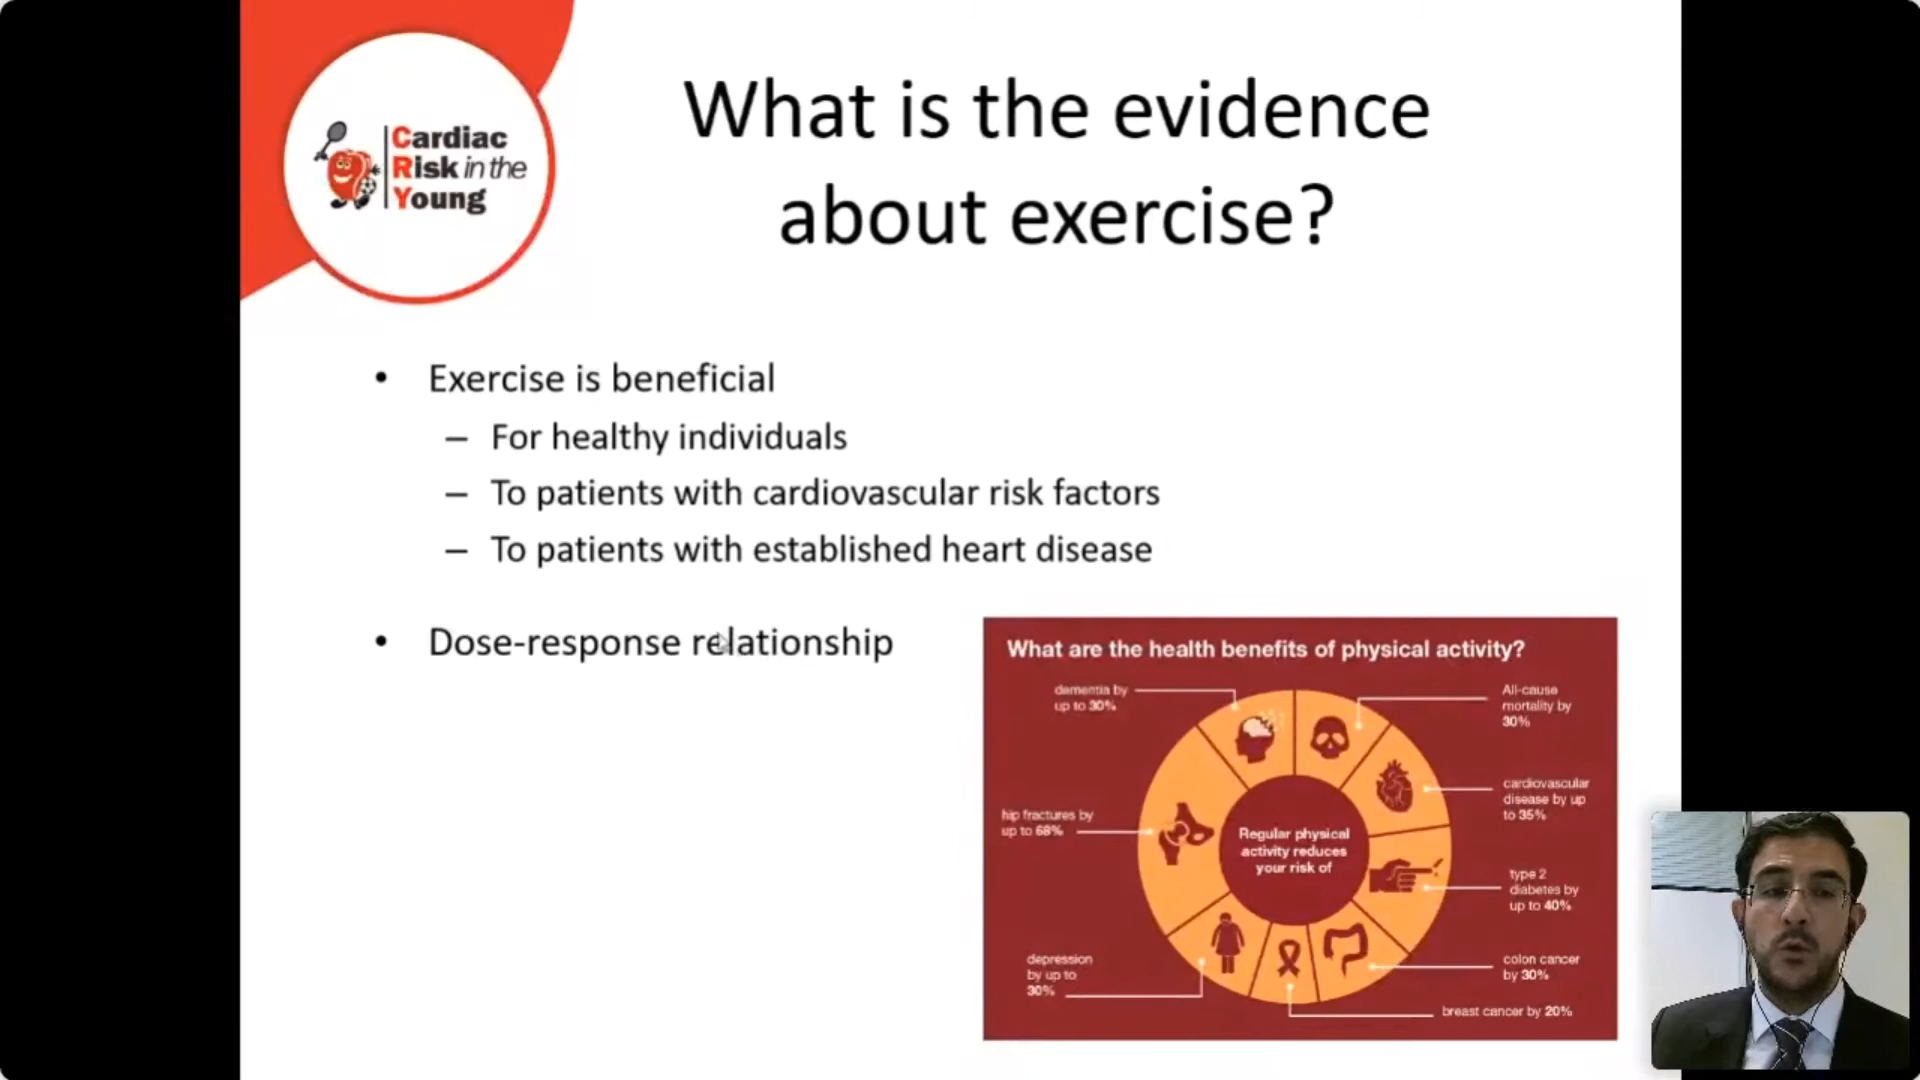 Cardiac
Risk in the
Young
What is the evidence
about exercise?
• Exercise is beneficial
– For healthy individuals
– To patients with cardiovascular risk factors
– To patients with established heart disease
• Dose-response relationship
What are the health benefits of physical activity?
dementia by
up to 30%
All-cause
mortality by
30%
cardiovascular
disease by up
to 35%
hip fractures by
up to 68%
Regular physical
activity reduces
your risk of
type 2
diabetes by
up to 40%
depression
by up to
30%
colon cancer
by 30%
breast cancer by 20%